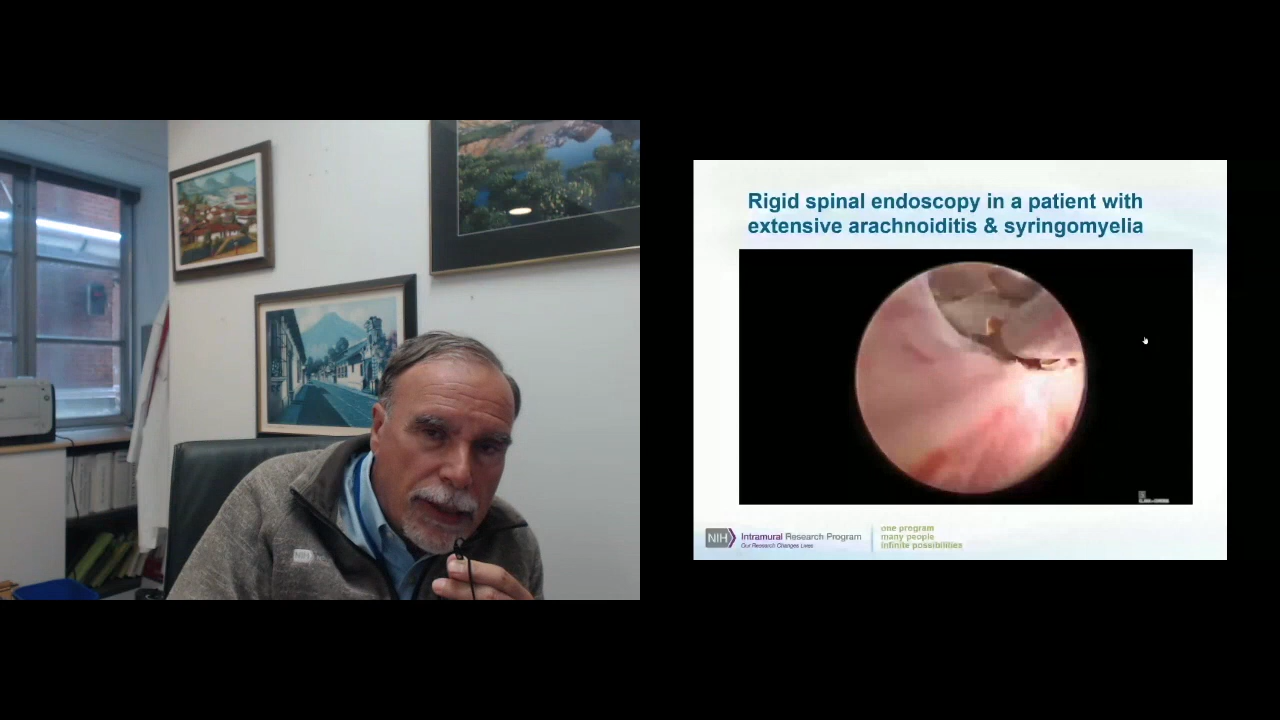 Rigid spinal endoscopy in a patient with
extensive arachnoiditis & syringomyelia
NIH
Intramural Research Program
Our Research Changes Lives
one program
many people
infinite possibilities
NIH